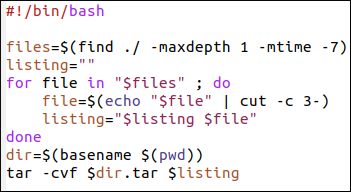 #!/bin/bash
files=$(find ./ -maxdepth 1 -mtime -7)
listing=""
for file in "$files" ; do
    file=$(echo "$file" | cut -c 3-)
    listing="$listing $file"
done
dir=$(basename $(pwd))
tar -cvf $dir.tar $listing